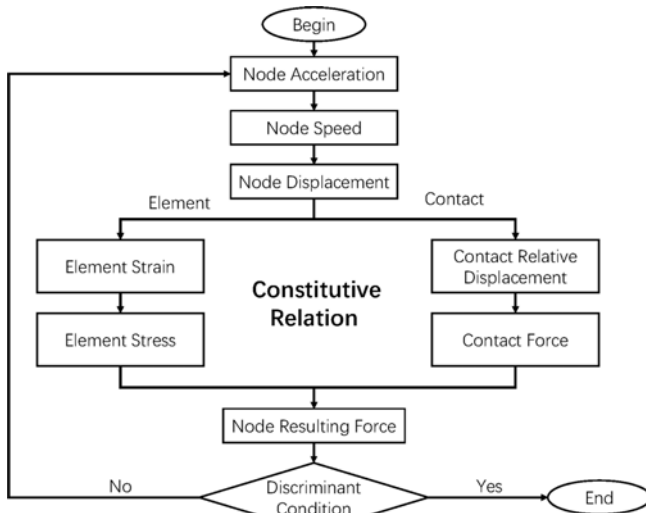 Begin
Node Acceleration
Node Speed
Node Displacement
Element
Contact
Element Strain
Contact Relative
Displacement
Constitutive
Relation
Element Stress
Contact Force
Node Resulting Force
No
Discriminant
Condition
Yes
End